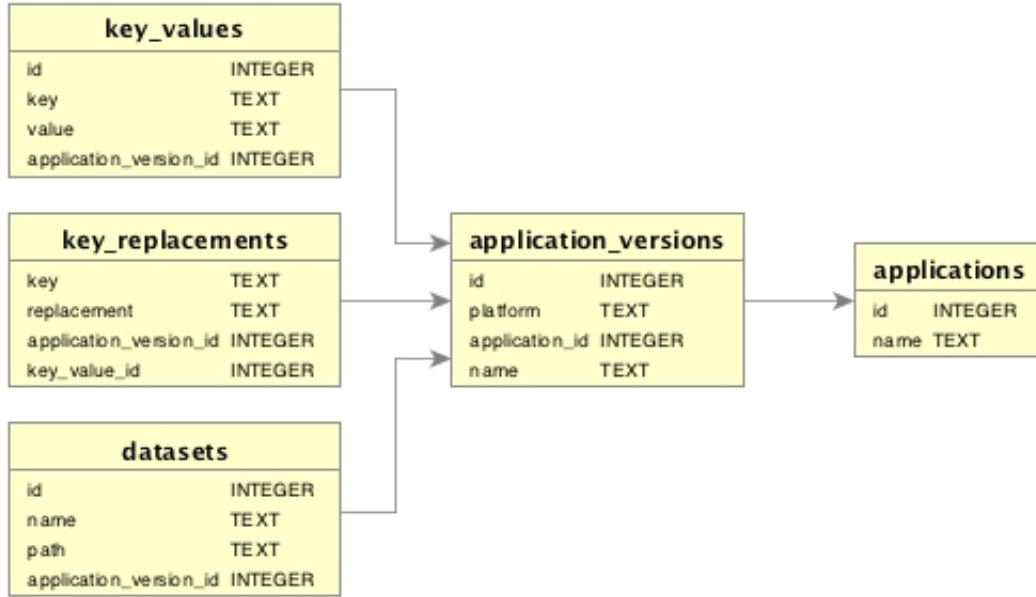 key_values
id INTEGER
key TEXT
value TEXT
application_version_id INTEGER
key_replacements
key TEXT
replacement TEXT
application_version_id INTEGER
key_value_id INTEGER
datasets
id INTEGER
name TEXT
path TEXT
application_version_id INTEGER
application_versions
id INTEGER
platform TEXT
application_id INTEGER
name TEXT
applications
id INTEGER
name TEXT